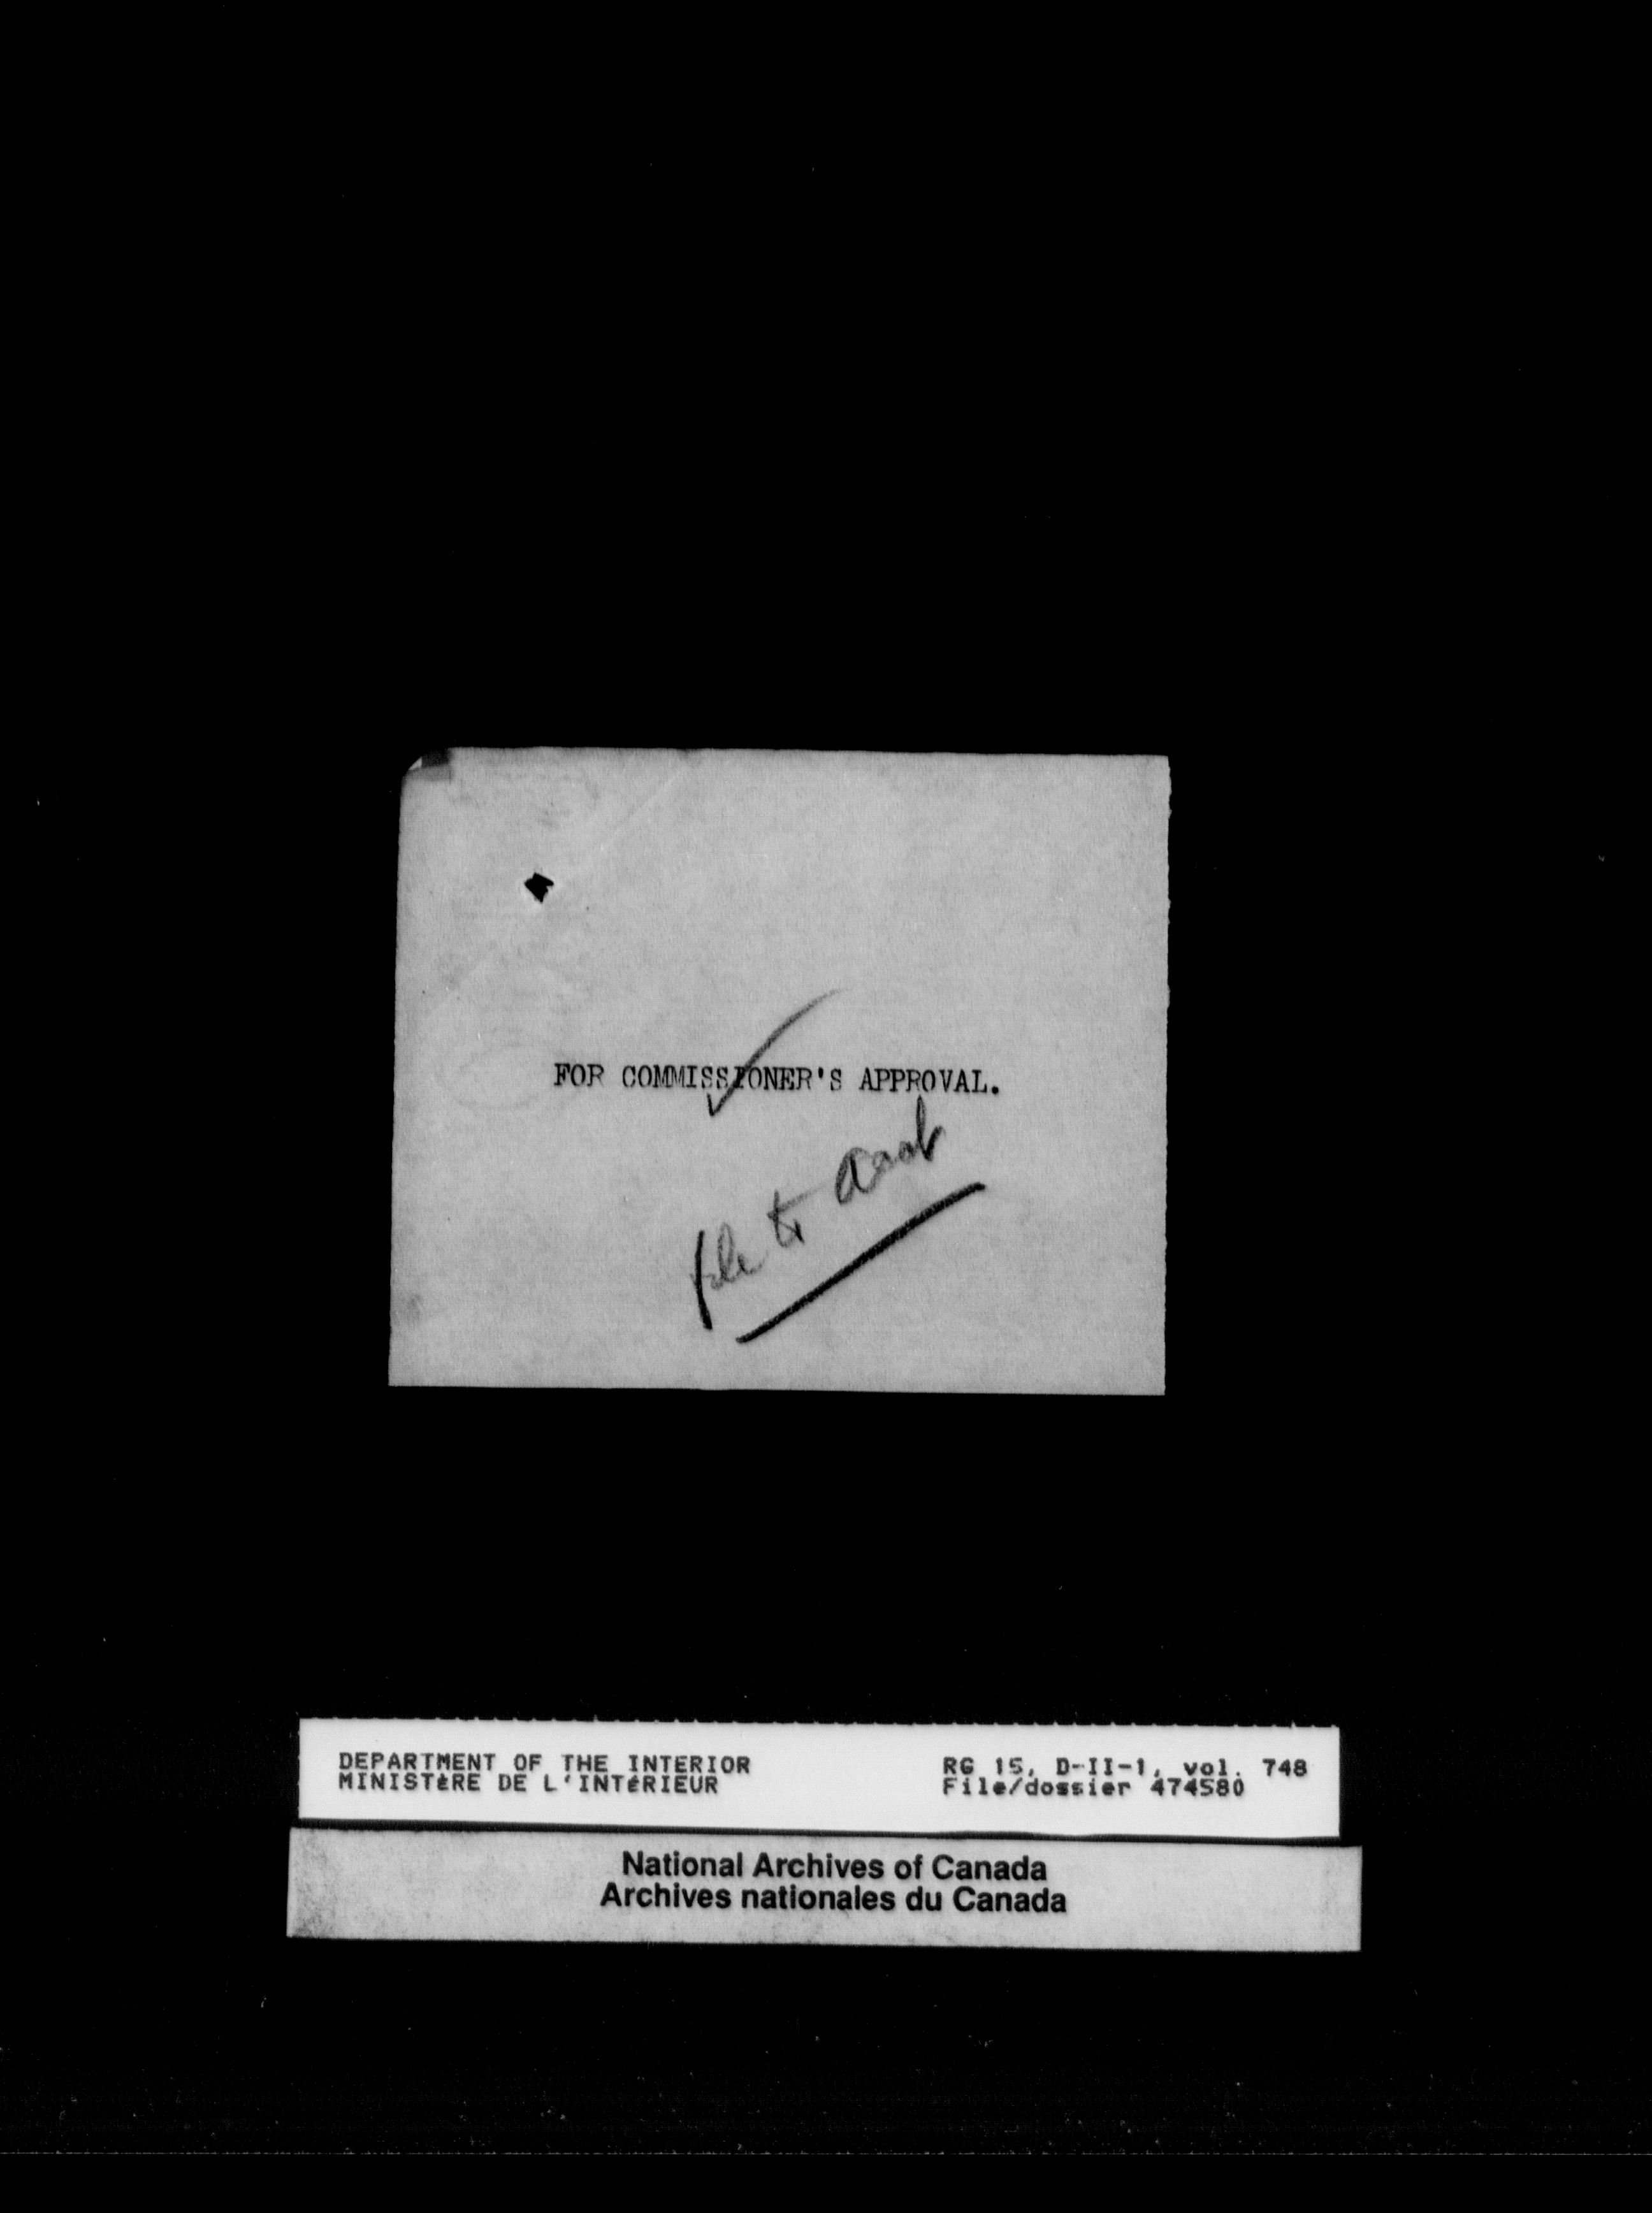 FOR COMMISSIONER'S APPROVAL.
file to
DEPARTMENT OF THE INTERIOR
MINISTÈRE DE L'INTÉRIEUR
RG 15, D-II-1, vol. 748
File/dossier 474580
National Archives of Canada
Archives nationales du Canada